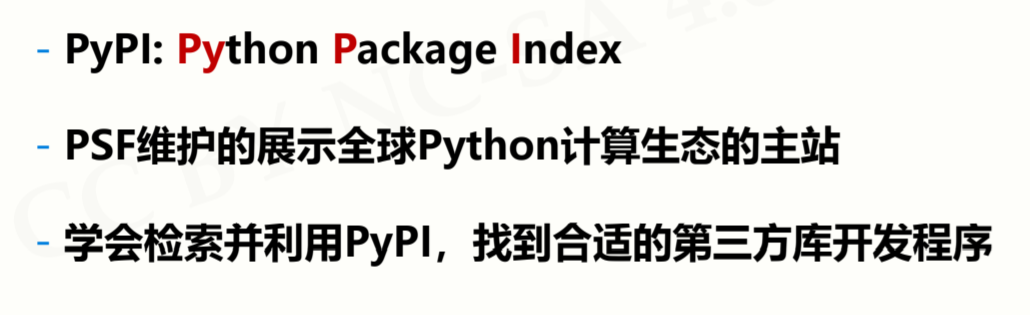 - PyPI: Python Package Index
- PSF维护的展示全球Python计算生态的主站
- 学会检索并利用PyPI，找到合适的第三方库开发程序
CC BY NC-SA 4.